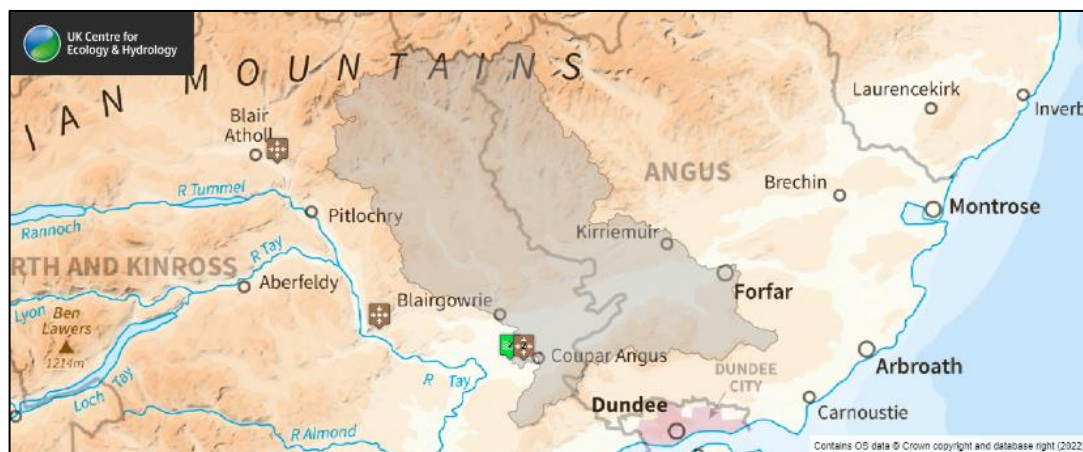 UK Centre for
Ecology & Hydrology
IAN MOUNTAINS
Laurencekirk
Inverb
Blair
Atholl
ANGUS
Brechin
R Tummel
Rannoch
Pitlochry
Montrose
Kirriemuir
R Tay
RTH AND KINROSS
Aberfeldy
Forfar
Lyon
Blairgowrie
Ben
Lawers
1214m
Loch Tay
R Tay
Coupar Angus
Arbroath
DUNDEE
CITY
Dundee
Carnoustie
R Almond
Contains OS data © Crown copyright and database right (2022)